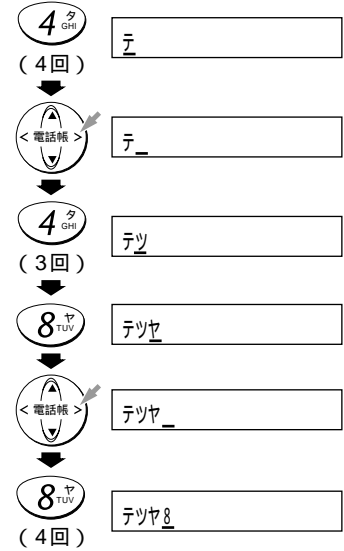 4 タ GHI
テ
(4回)
< 電話帳 >
テ_
4 タ GHI
テツ
(3回)
8 ヤ TUV
テツヤ
< 電話帳 >
テツヤ_
8 ヤ TUV
テツヤ8
(4回)